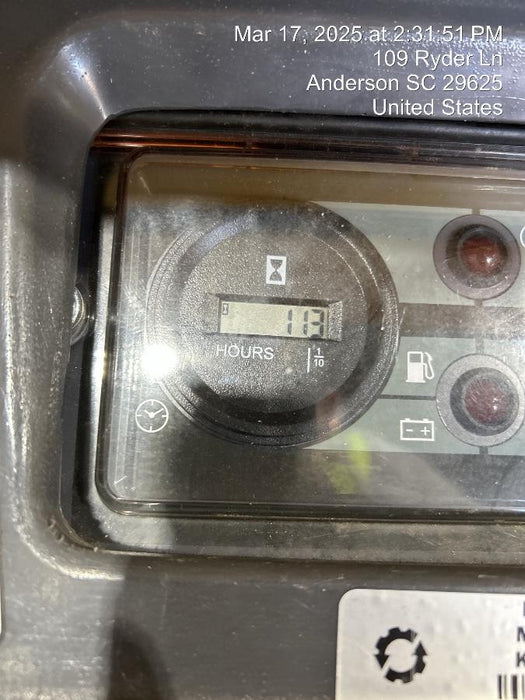 Mar 17, 2025 at 2:31:51 PM
109 Ryder Ln
Anderson SC 29625
United States
113
HOURS
1/10
- +